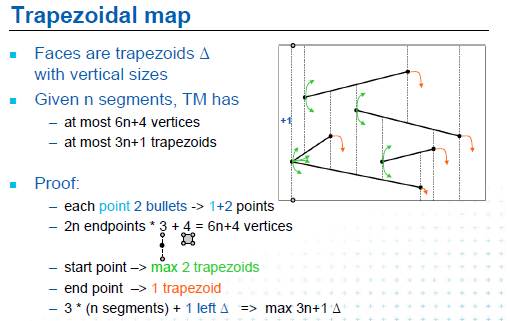 Trapezoidal map
Faces are trapezoids Δ
with vertical sizes
Given n segments, TM has
– at most 6n+4 vertices
– at most 3n+1 trapezoids
+1
Proof:
– each point 2 bullets -> 1+2 points
– 2n endpoints * 3 + 4 = 6n+4 vertices
– start point –> max 2 trapezoids
– end point –> 1 trapezoid
– 3 * (n segments) + 1 left Δ => max 3n+1 Δ